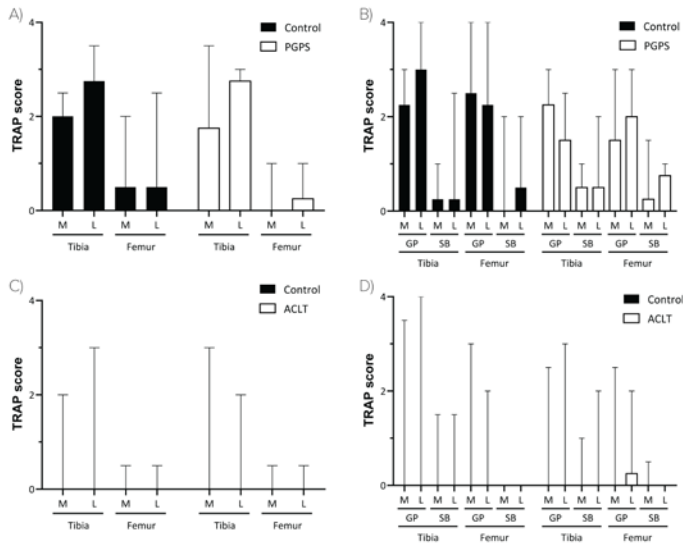 A)
Control
PGPS
TRAP score
4
2
0
M L M L M L M L
Tibia Femur Tibia Femur
B)
Control
PGPS
TRAP score
4
2
0
M L M L M L M L M L M L M L M L
GP SB GP SB GP SB GP SB
Tibia Femur Tibia Femur
C)
Control
ACLT
TRAP score
4
2
0
M L M L M L M L
Tibia Femur Tibia Femur
D)
Control
ACLT
TRAP score
4
2
0
M L M L M L M L M L M L M L M L
GP SB GP SB GP SB GP SB
Tibia Femur Tibia Femur